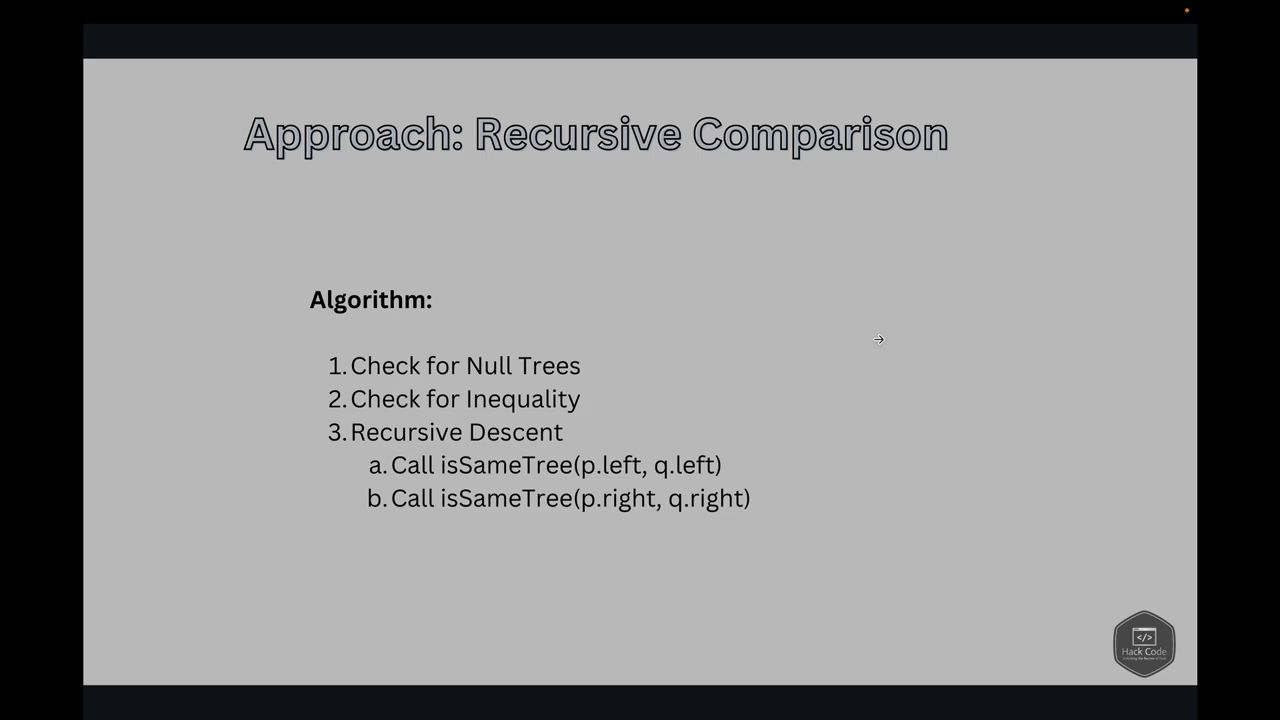 Approach: Recursive Comparison
Algorithm:
1. Check for Null Trees
2. Check for Inequality
3. Recursive Descent
a. Call isSameTree(p.left, q.left)
b. Call isSameTree(p.right, q.right)
</>
Hack Code